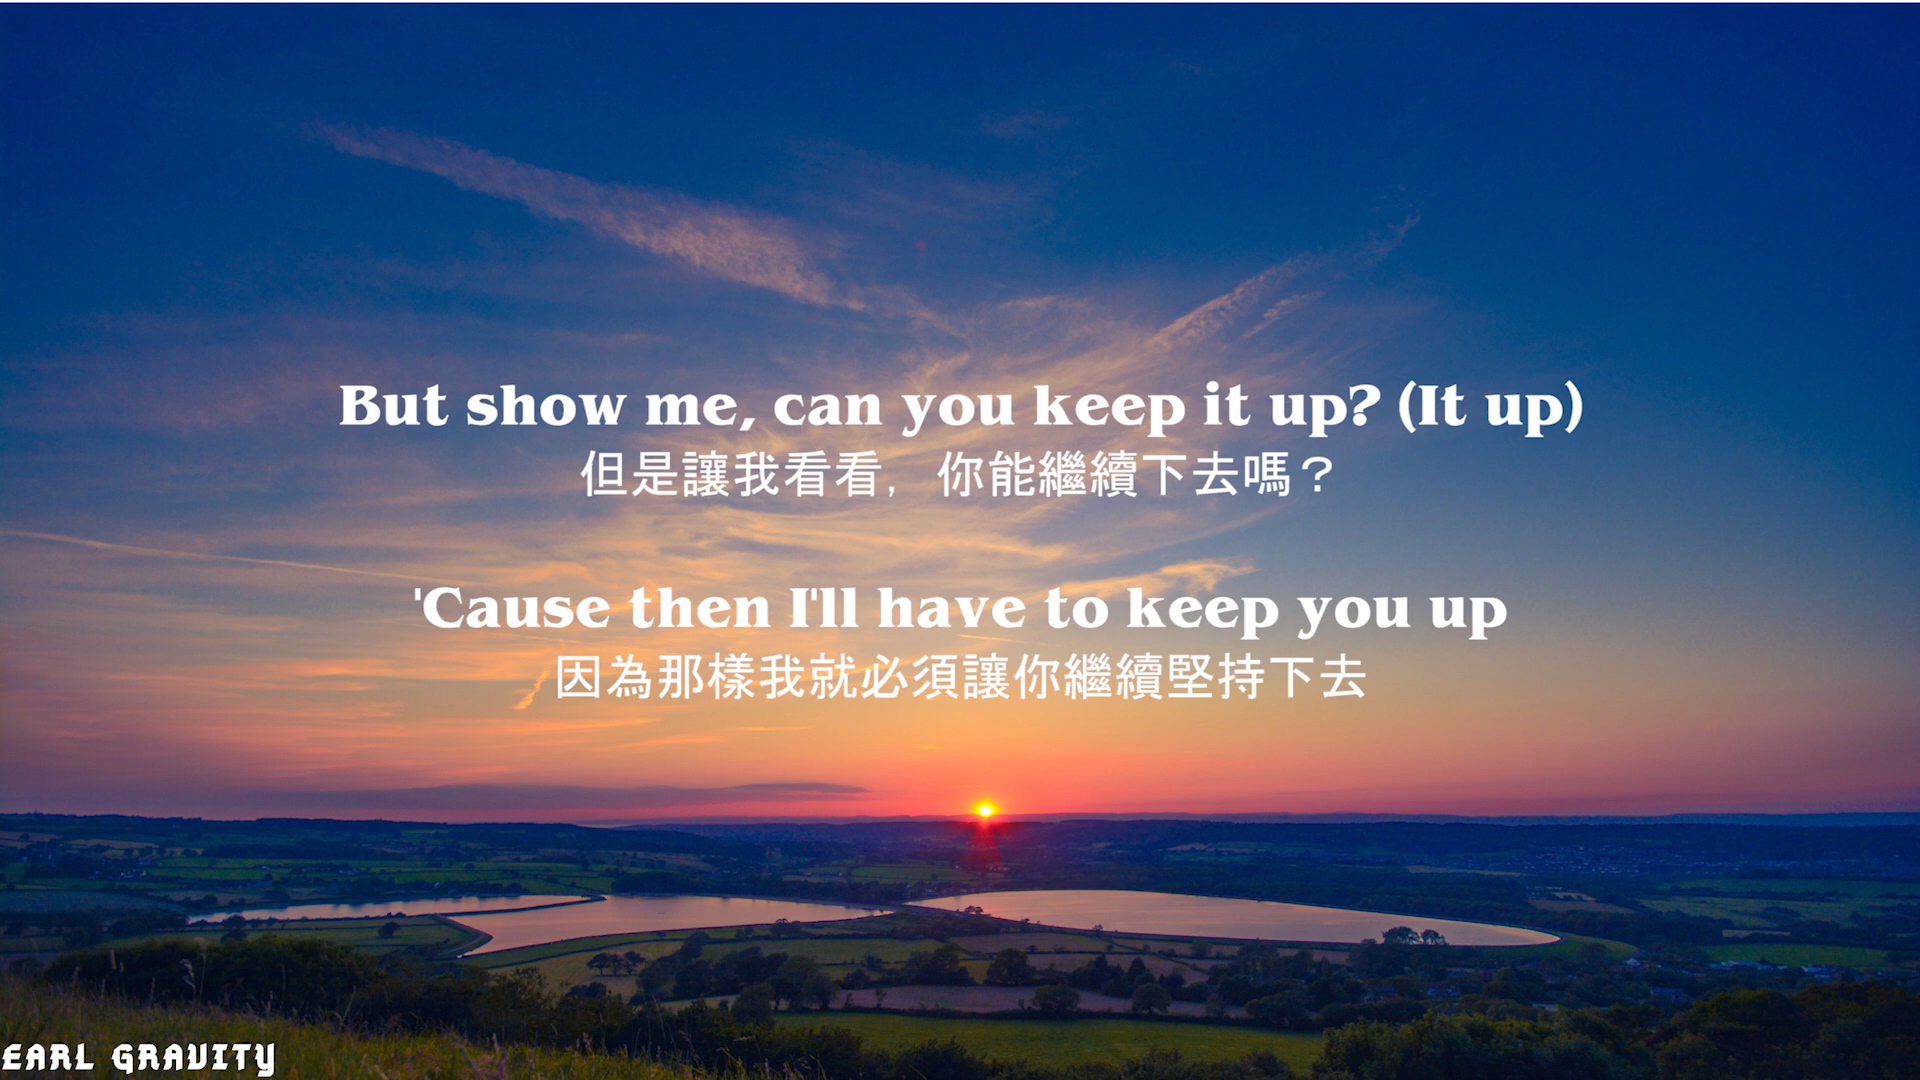 But show me, can you keep it up? (It up)
但是讓我看看，你能繼續下去嗎？
'Cause then I'll have to keep you up
因為那樣我就必須讓你繼續堅持下去
EARL GRAVITY